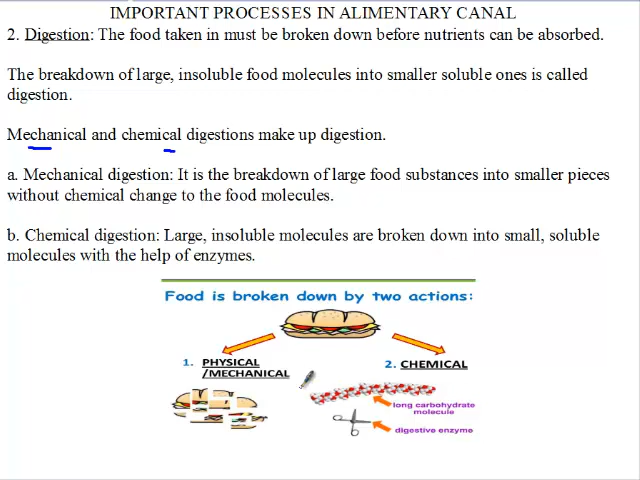 IMPORTANT PROCESSES IN ALIMENTARY CANAL
2. Digestion: The food taken in must be broken down before nutrients can be absorbed.
The breakdown of large, insoluble food molecules into smaller soluble ones is called
digestion.
Mechanical and chemical digestions make up digestion.
a. Mechanical digestion: It is the breakdown of large food substances into smaller pieces
without chemical change to the food molecules.
b. Chemical digestion: Large, insoluble molecules are broken down into small, soluble
molecules with the help of enzymes.
Food is broken down by two actions:
1. PHYSICAL
/MECHANICAL
2. CHEMICAL
long carbohydrate
molecule
digestive enzyme